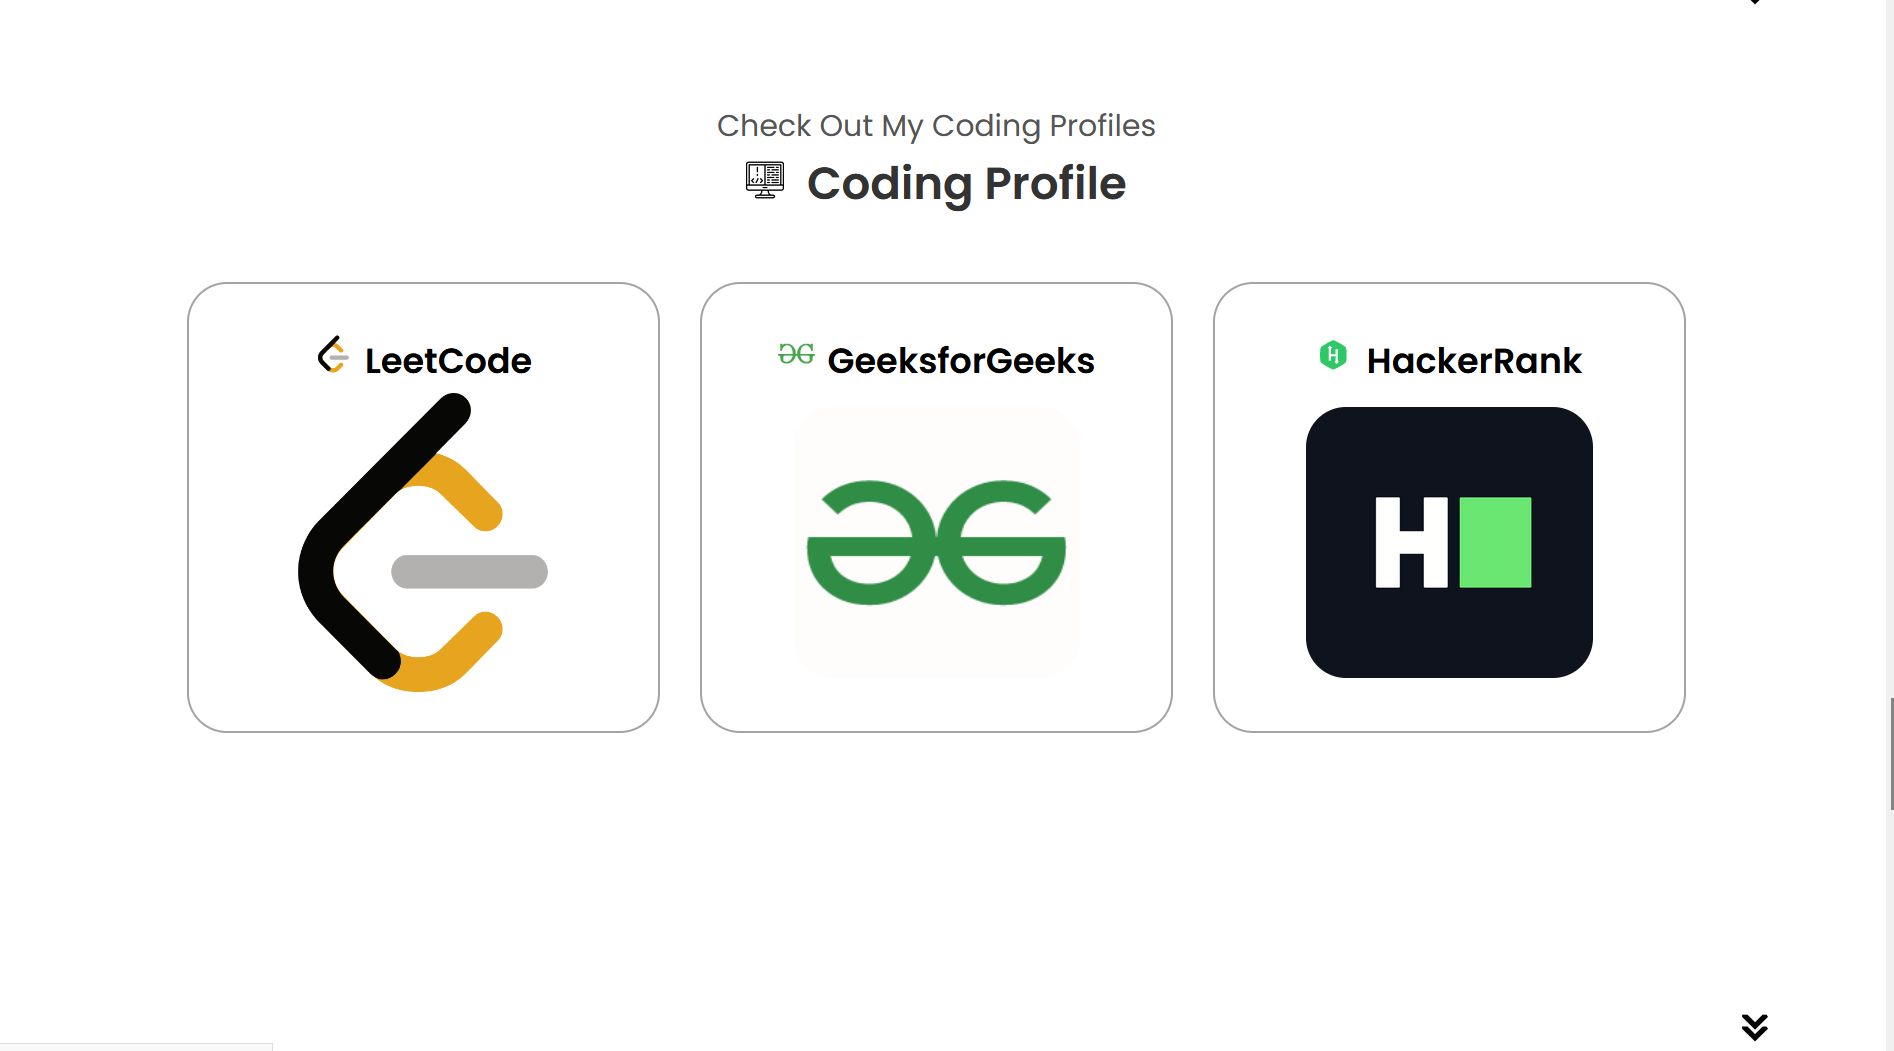 Check Out My Coding Profiles
Coding Profile
LeetCode
GeeksforGeeks
HackerRank
H